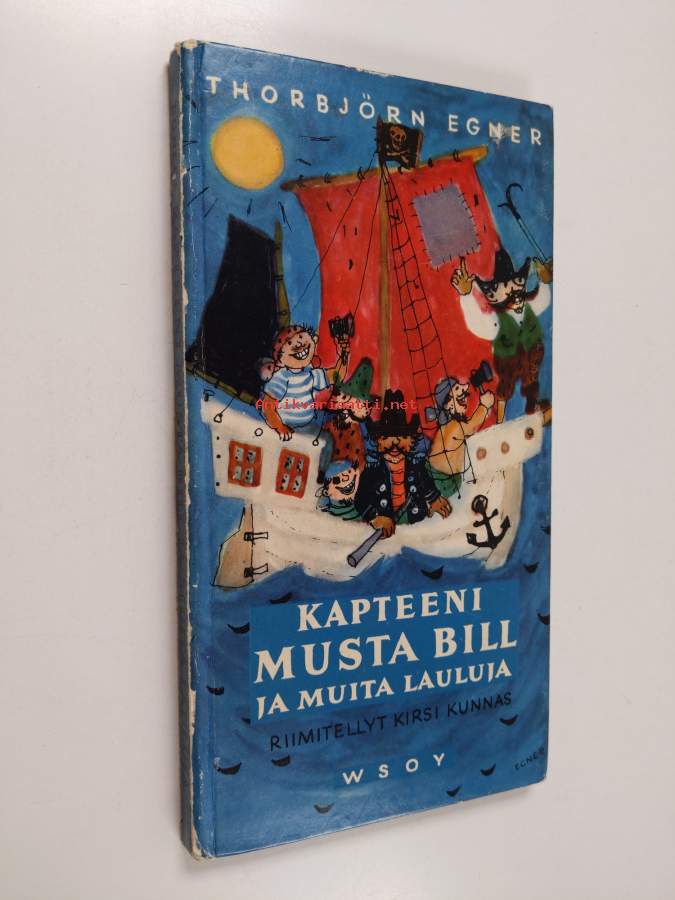 THORBJÖRN EGNER
Antikvariaatti.net
KAPTEENI
MUSTA BILL
JA MUITA LAULUJA
RIIMITELLYT KIRSI KUNNAS
WSOY
EGNER